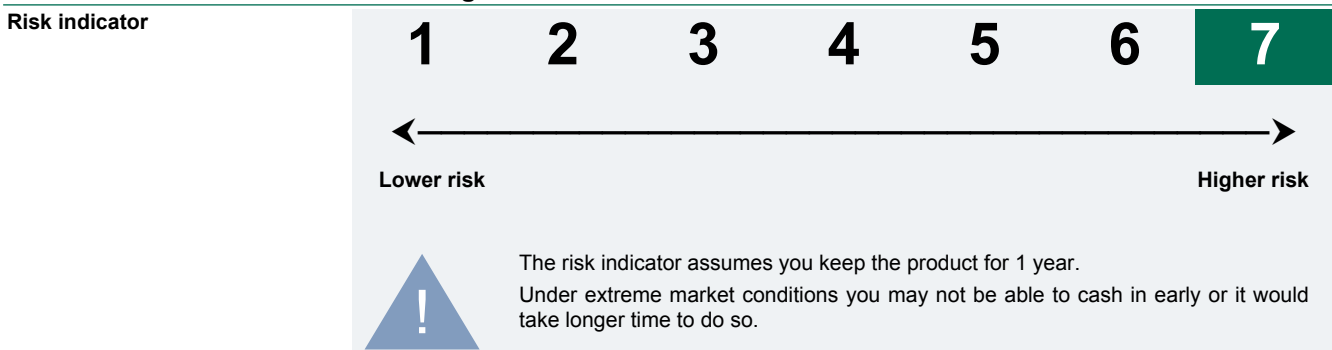 Risk indicator
1 2 3 4 5 6 7
Lower risk Higher risk
!
The risk indicator assumes you keep the product for 1 year.
Under extreme market conditions you may not be able to cash in early or it would
take longer time to do so.